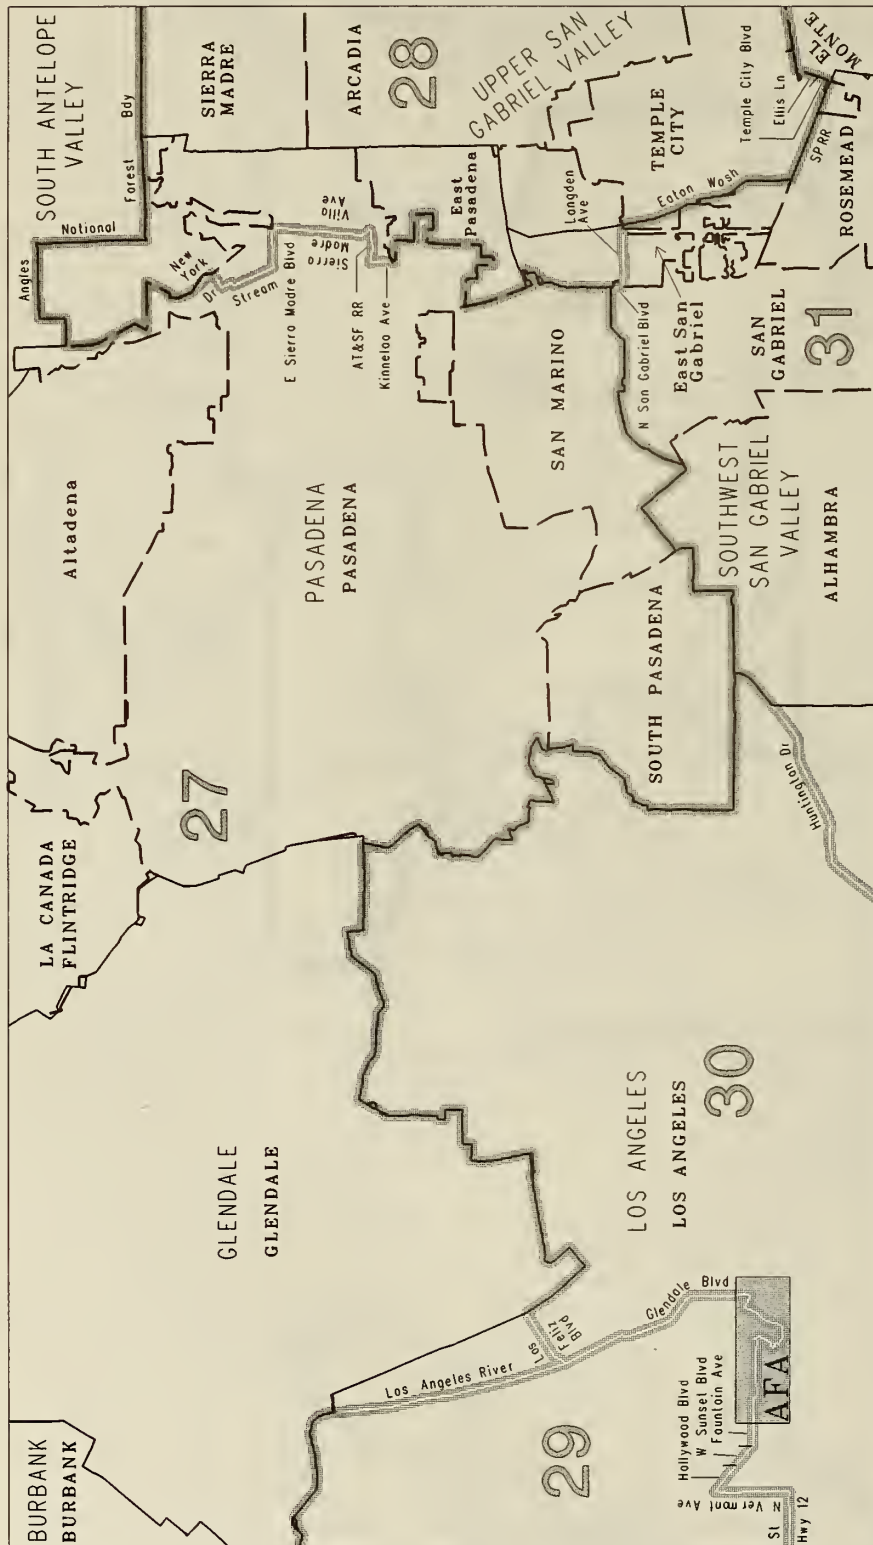 SOUTH ANTELOPE
VALLEY
Angles
National
Forest Bdy
SIERRA
MADRE
ARCADIA
28
UPPER SAN
GABRIEL VALLEY
TEMPLE
CITY
Temple City Blvd
Ellis Ln
EL
MONTE
SP RR
5
ROSEMEAD
Eaton Wash
Longden
Ave
East
Pasadena
Villa
Ave
Sierra
Madre
New
York
Dr
Stream
E Sierra Madre Blvd
AT&SF RR
Kinneloa Ave
N San Gabriel Blvd
East San
Gabriel
SAN
GABRIEL
31
SAN MARINO
SOUTHWEST
SAN GABRIEL
VALLEY
ALHAMBRA
Altadena
PASADENA
PASADENA
SOUTH PASADENA
Huntington Dr
LA CANADA
FLINTRIDGE
27
GLENDALE
GLENDALE
LOS ANGELES
LOS ANGELES
30
Glendale Blvd
Los
Feliz
Blvd
Los Angeles River
AFA
29
Hollywood Blvd
W Sunset Blvd
Fountain Ave
N Vermont Ave
St
Hwy 12
BURBANK
BURBANK